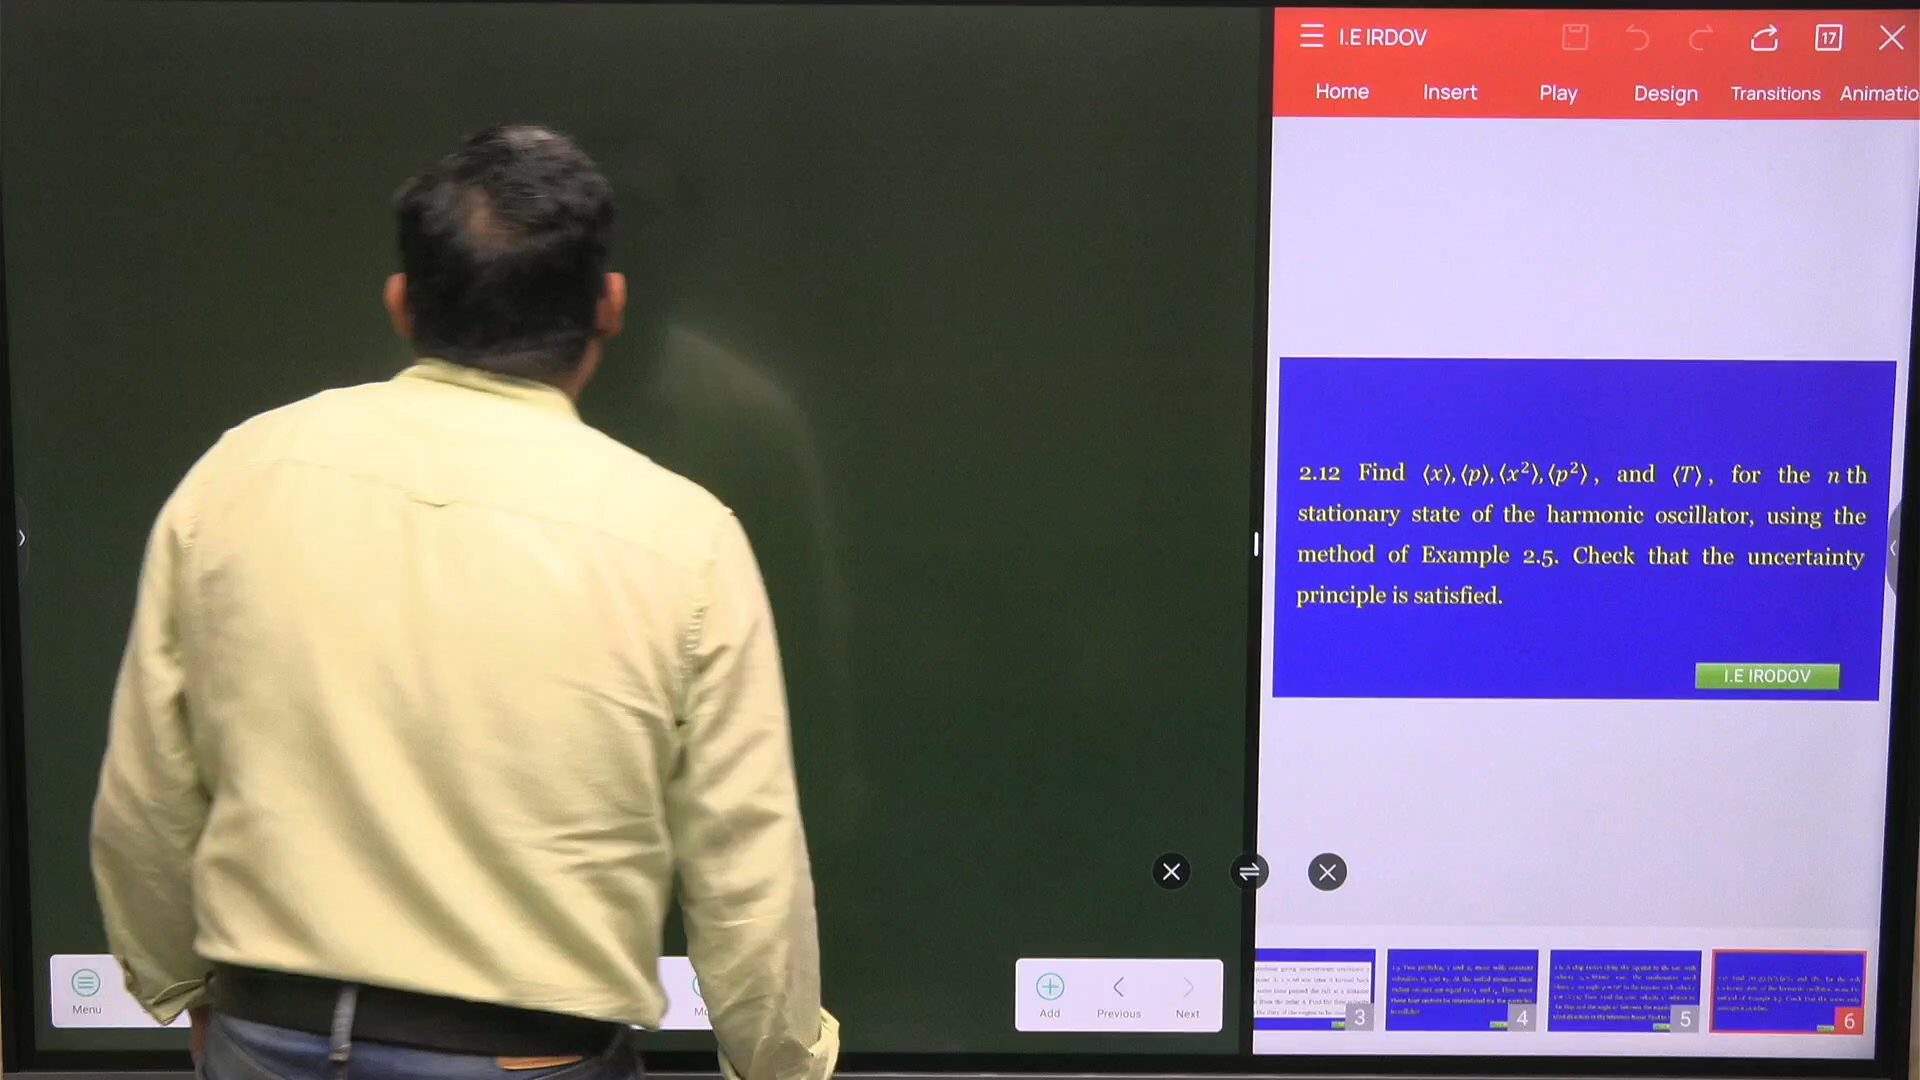 I.E IRDOV
17
Home Insert Play Design Transitions Animatio
2.12 Find ⟨x⟩, ⟨p⟩, ⟨x²⟩, ⟨p²⟩, and ⟨T⟩, for the n th
stationary state of the harmonic oscillator, using the
method of Example 2.5. Check that the uncertainty
principle is satisfied.
I.E IRODOV
Menu
Add Previous Next
3 4 5 6